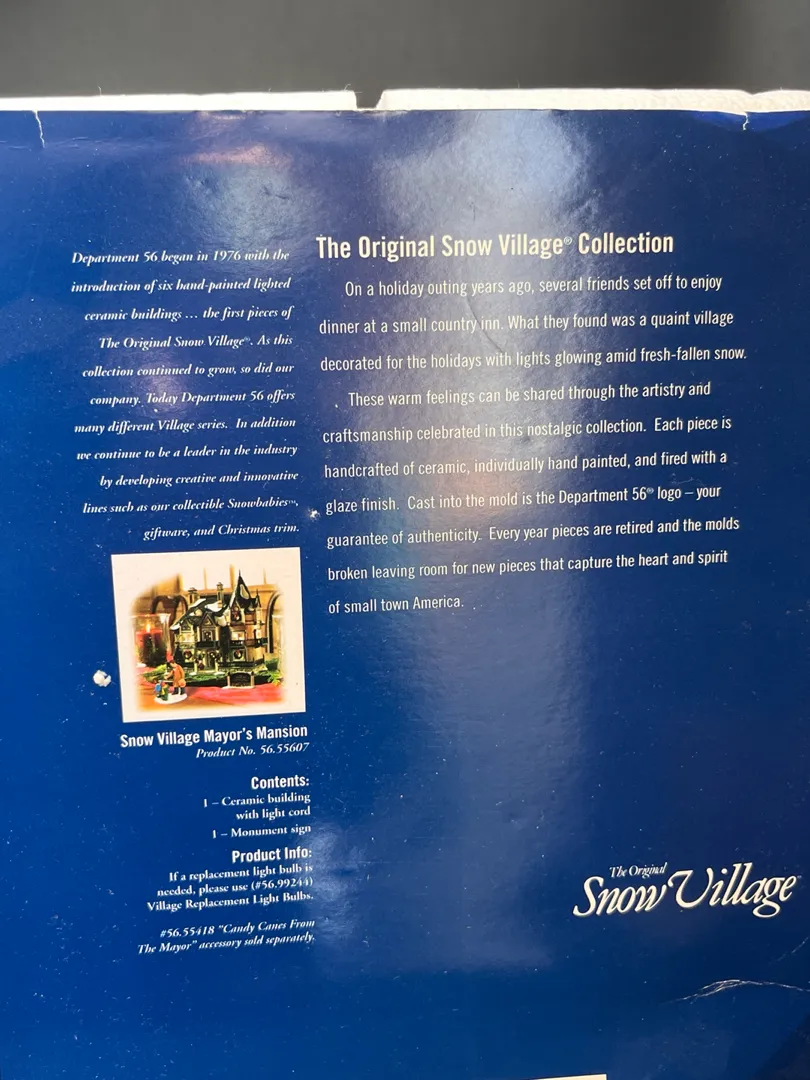 Department 56 began in 1976 with the
introduction of six hand-painted lighted
ceramic buildings ... the first pieces of
The Original Snow Village®. As this
collection continued to grow, so did our
company. Today Department 56 offers
many different Village series. In addition
we continue to be a leader in the industry
by developing creative and innovative
lines such as our collectible Snowbabies™,
giftware, and Christmas trim.
Snow Village Mayor's Mansion
Product No. 56.55607
Contents:
1 – Ceramic building
with light cord
1 – Monument sign
Product Info:
If a replacement light bulb is
needed, please use (#56.99244)
Village Replacement Light Bulbs.
#56.55418 "Candy Canes From
The Mayor" accessory sold separately.
The Original Snow Village® Collection
On a holiday outing years ago, several friends set off to enjoy
dinner at a small country inn. What they found was a quaint village
decorated for the holidays with lights glowing amid fresh-fallen snow.
These warm feelings can be shared through the artistry and
craftsmanship celebrated in this nostalgic collection. Each piece is
handcrafted of ceramic, individually hand painted, and fired with a
glaze finish. Cast into the mold is the Department 56® logo – your
guarantee of authenticity. Every year pieces are retired and the molds
broken leaving room for new pieces that capture the heart and spirit
of small town America.
The Original
Snow Village